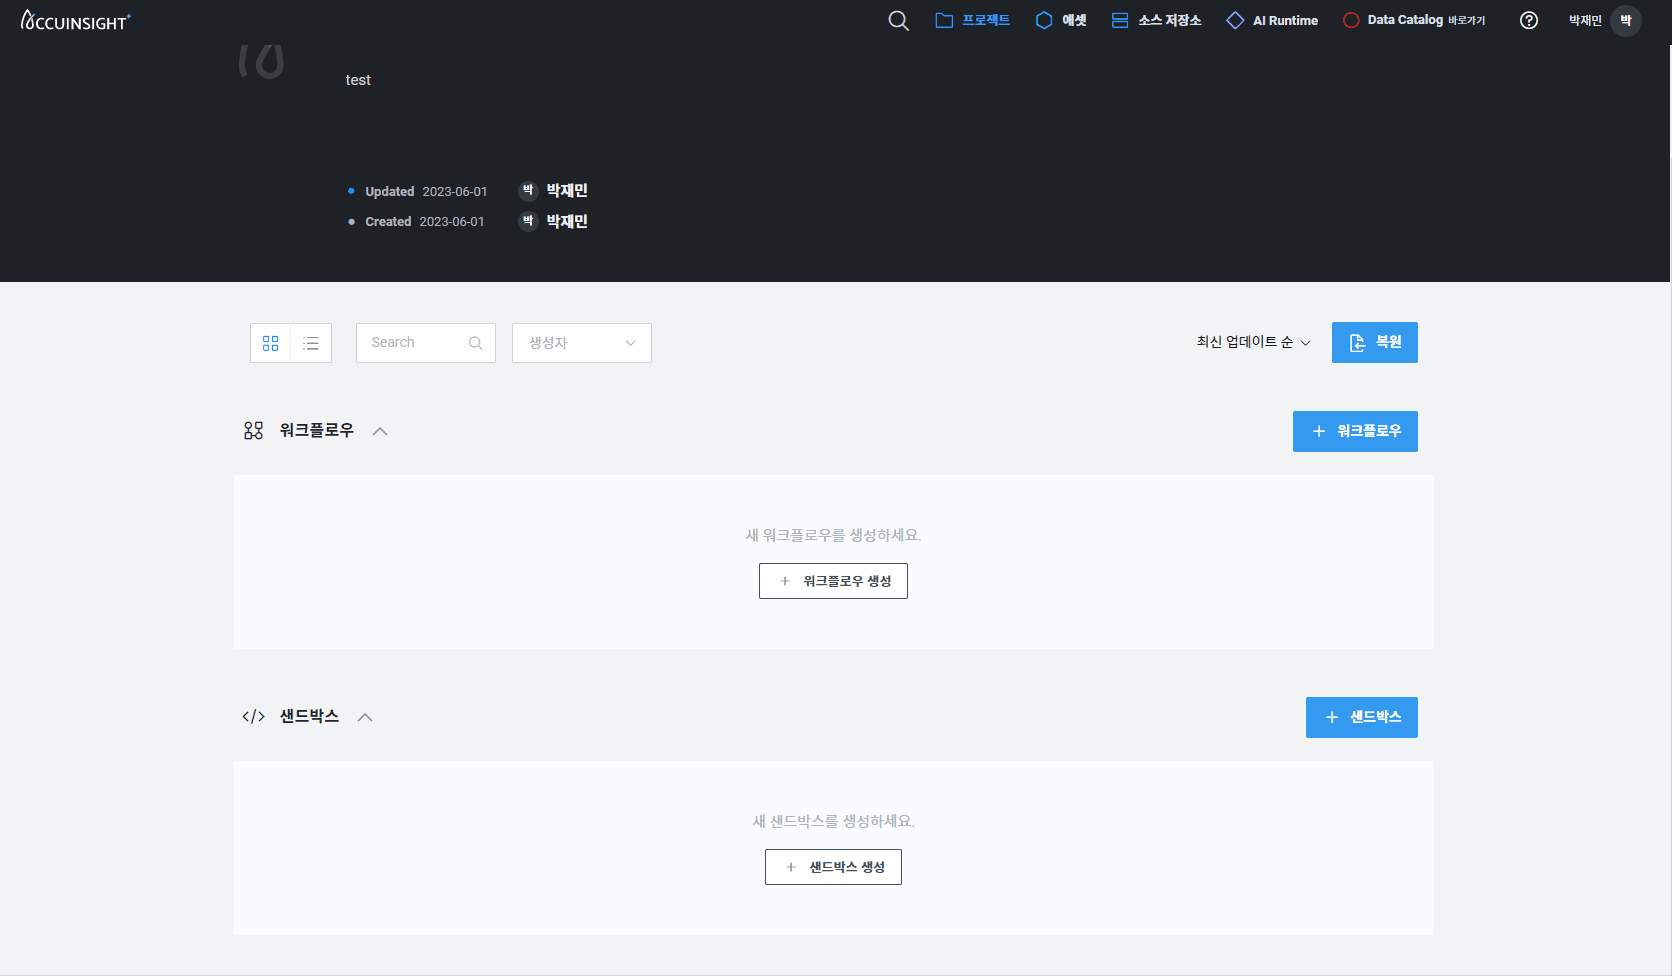 ACCUINSIGHT+
프로젝트 애셋 소스 저장소 AI Runtime Data Catalog 바로가기 박재민 박
test
Updated 2023-06-01 박 박재민
Created 2023-06-01 박 박재민
Search 생성자 최신 업데이트 순 복원
워크플로우 + 워크플로우
새 워크플로우를 생성하세요.
+ 워크플로우 생성
</> 샌드박스 + 샌드박스
새 샌드박스를 생성하세요.
+ 샌드박스 생성